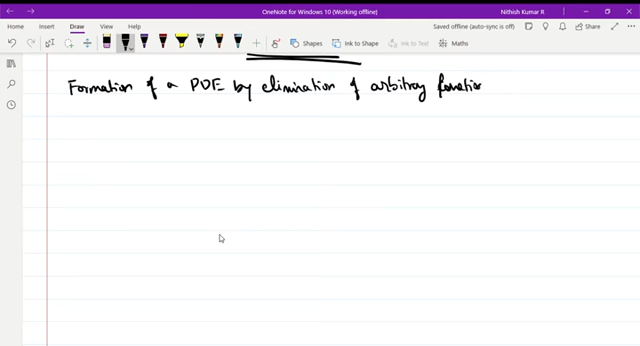 OneNote for Windows 10 (Working offline)
Nithish Kumar R
Home Insert Draw View Help
Saved offline (auto-sync is off)
Share
Shapes Ink to Shape Ink to Text Maths
Formation of a PDE by elimination of arbitray function